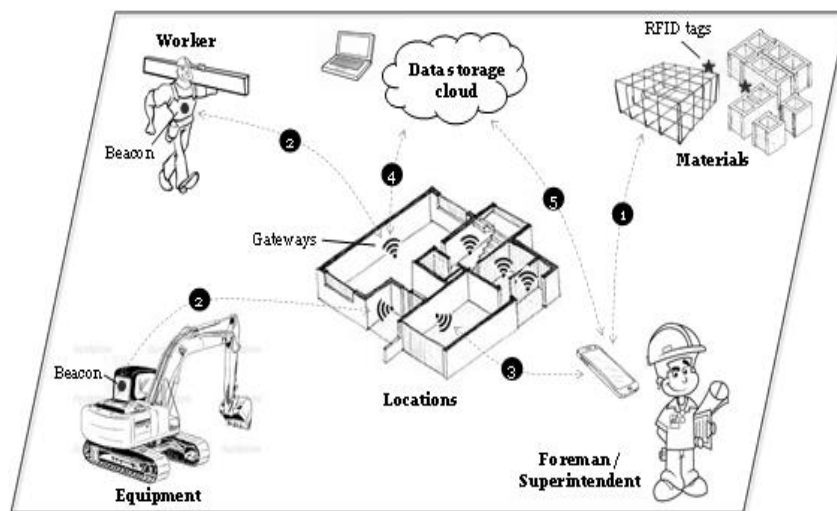 Worker
Beacon
Data storage
cloud
RFID tags
Materials
2
4
5
1
Gateways
2
Beacon
3
Locations
Equipment
Foreman /
Superintendent